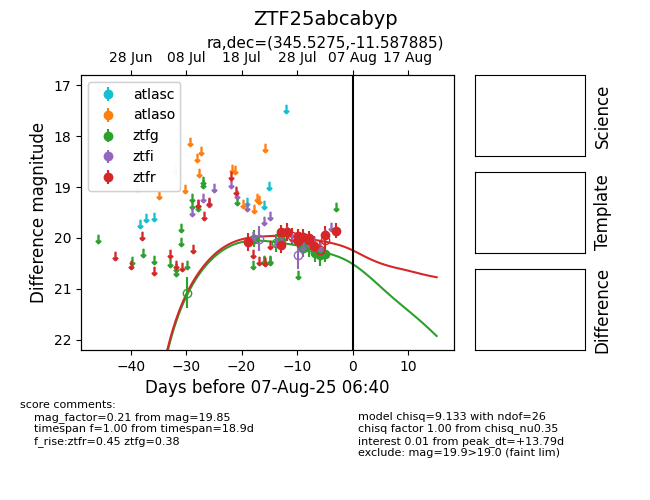 ZTF25abcabyp
ra,dec=(345.5275,-11.587885)
28 Jun 08 Jul 18 Jul 28 Jul 07 Aug 17 Aug
17
18
19
20
21
22
Difference magnitude
atlasc
atlaso
ztfg
ztfi
ztfr
−40 −30 −20 −10 0 10
Days before 07-Aug-25 06:40
Science
Template
Difference
score comments:
mag_factor=0.21 from mag=19.85
timespan f=1.00 from timespan=18.9d
f_rise:ztfr=0.45 ztfg=0.38
model chisq=9.133 with ndof=26
chisq factor 1.00 from chisq_nu0.35
interest 0.01 from peak_dt=+13.79d
exclude: mag=19.9>19.0 (faint lim)